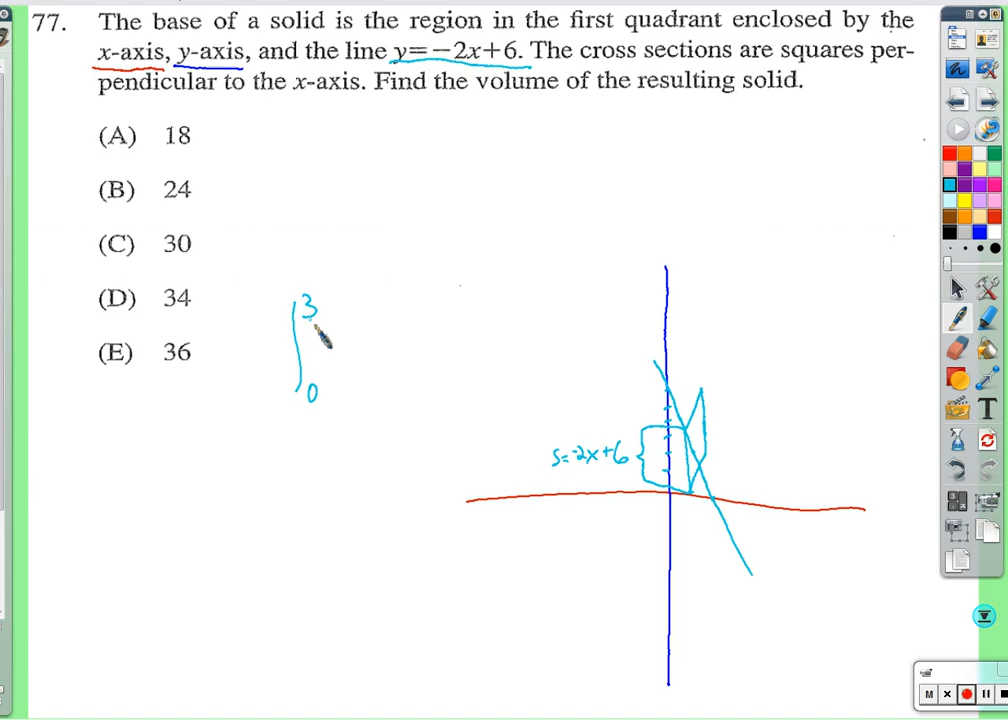 77. The base of a solid is the region in the first quadrant enclosed by the
x-axis, y-axis, and the line y=−2x+6. The cross sections are squares per-
pendicular to the x-axis. Find the volume of the resulting solid.
(A) 18
(B) 24
(C) 30
(D) 34
(E) 36
3
0
S=-2x+6
T
M